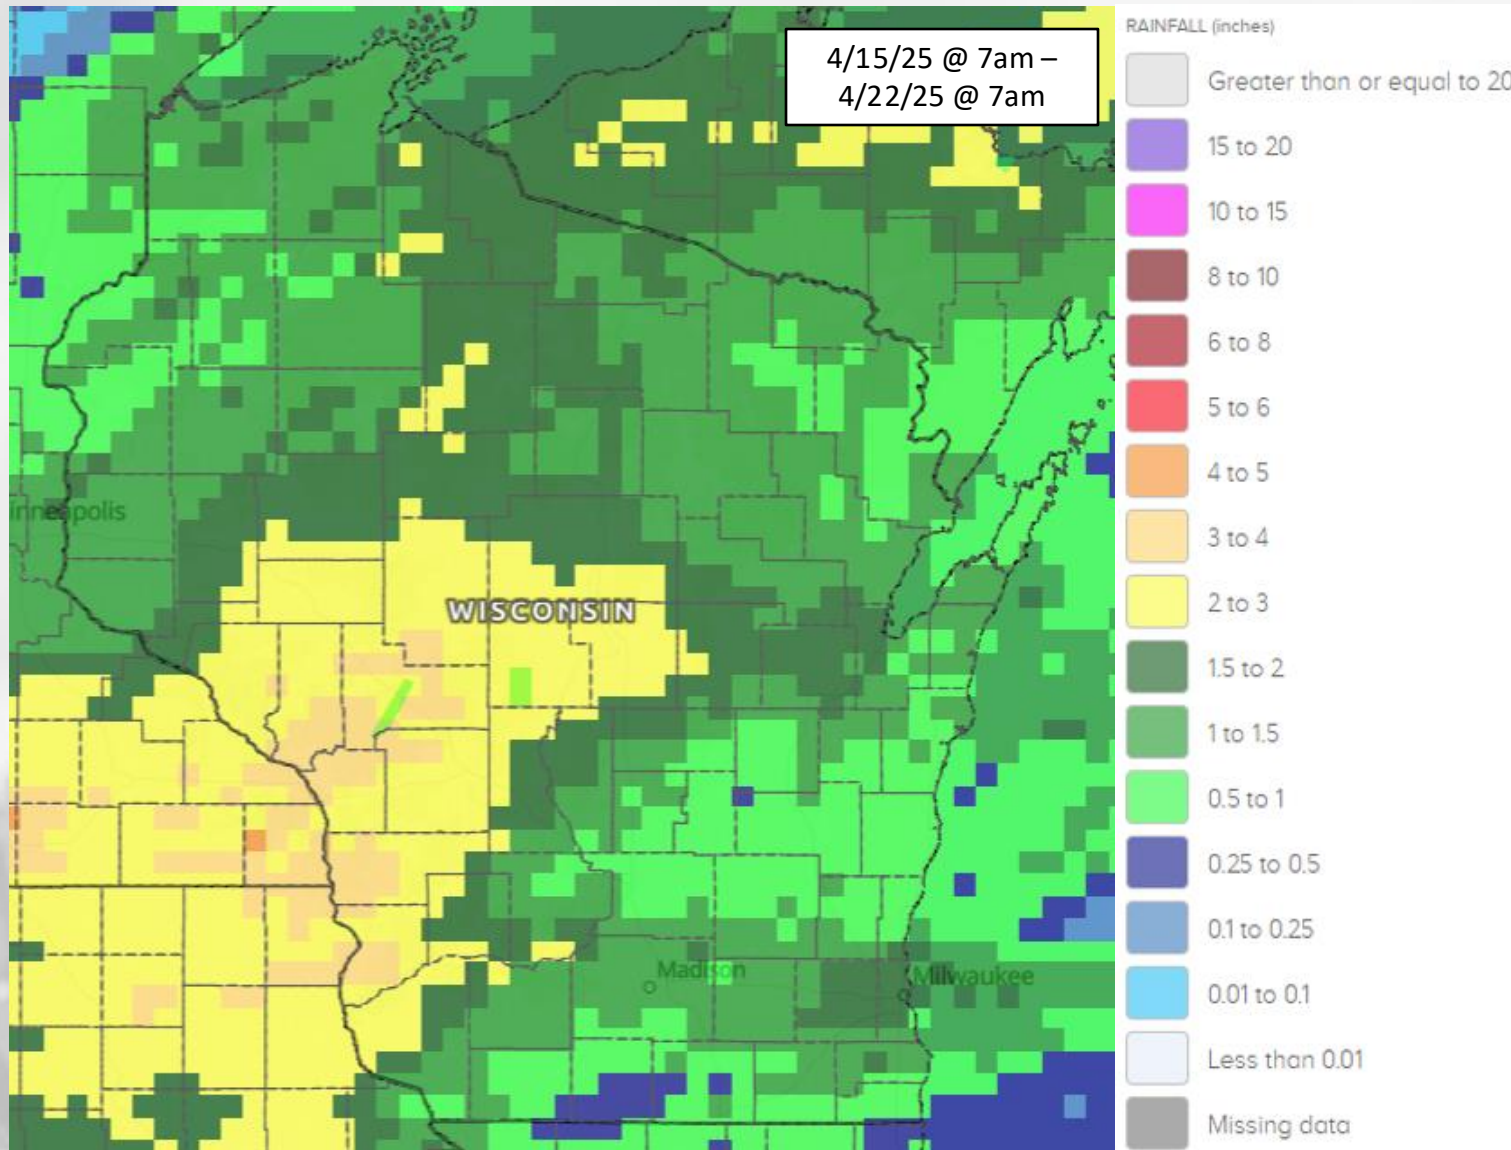 4/15/25 @ 7am –
4/22/25 @ 7am
inneapolis
WISCONSIN
Madison
Milwaukee
RAINFALL (inches)
Greater than or equal to 20
15 to 20
10 to 15
8 to 10
6 to 8
5 to 6
4 to 5
3 to 4
2 to 3
1.5 to 2
1 to 1.5
0.5 to 1
0.25 to 0.5
0.1 to 0.25
0.01 to 0.1
Less than 0.01
Missing data